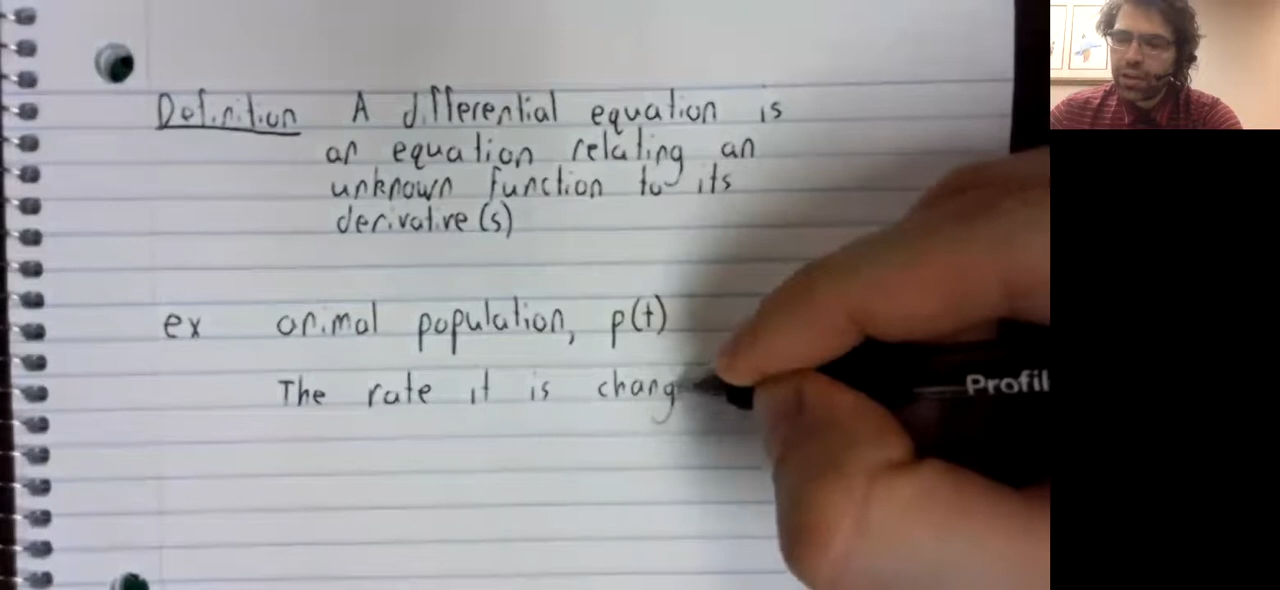 Definition A differential equation is
an equation relating an
unknown function to its
derivative(s)
ex animal population, p(t)
The rate it is chang
Profil